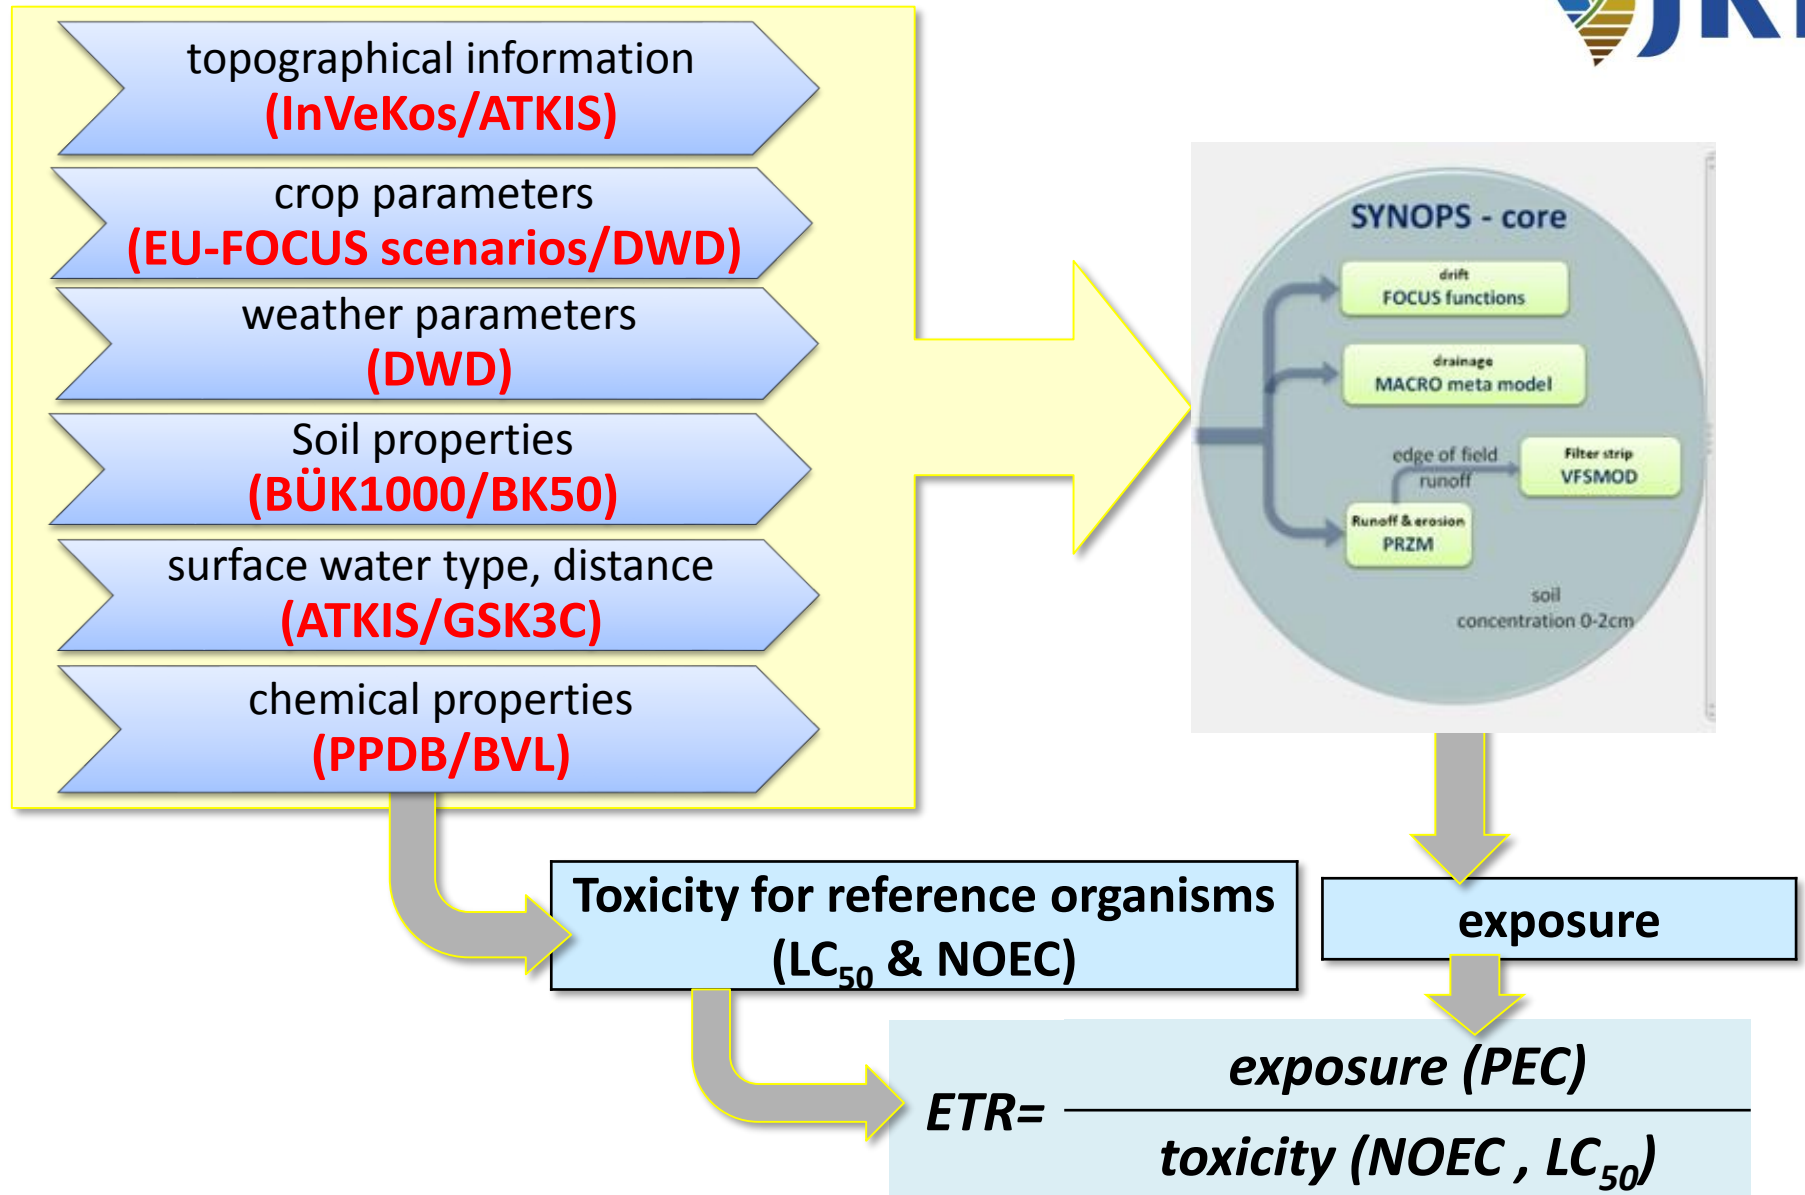 topographical information
(InVeKos/ATKIS)
crop parameters
(EU-FOCUS scenarios/DWD)
weather parameters
(DWD)
Soil properties
(BÜK1000/BK50)
surface water type, distance
(ATKIS/GSK3C)
chemical properties
(PPDB/BVL)
SYNOPS - core
drift
FOCUS functions
drainage
MACRO meta model
edge of field
runoff
Filter strip
VFSMOD
Runoff & erosion
PRZM
soil
concentration 0-2cm
Toxicity for reference organisms
(LC₅₀ & NOEC)
exposure
ETR=
exposure (PEC)
toxicity (NOEC , LC₅₀)